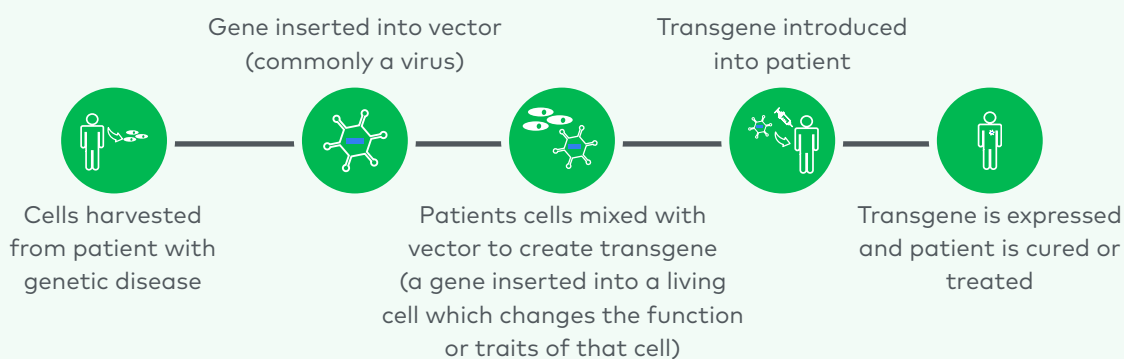 Gene inserted into vector
(commonly a virus)
Transgene introduced
into patient
Cells harvested
from patient with
genetic disease
Patients cells mixed with
vector to create transgene
(a gene inserted into a living
cell which changes the function
or traits of that cell)
Transgene is expressed
and patient is cured or
treated